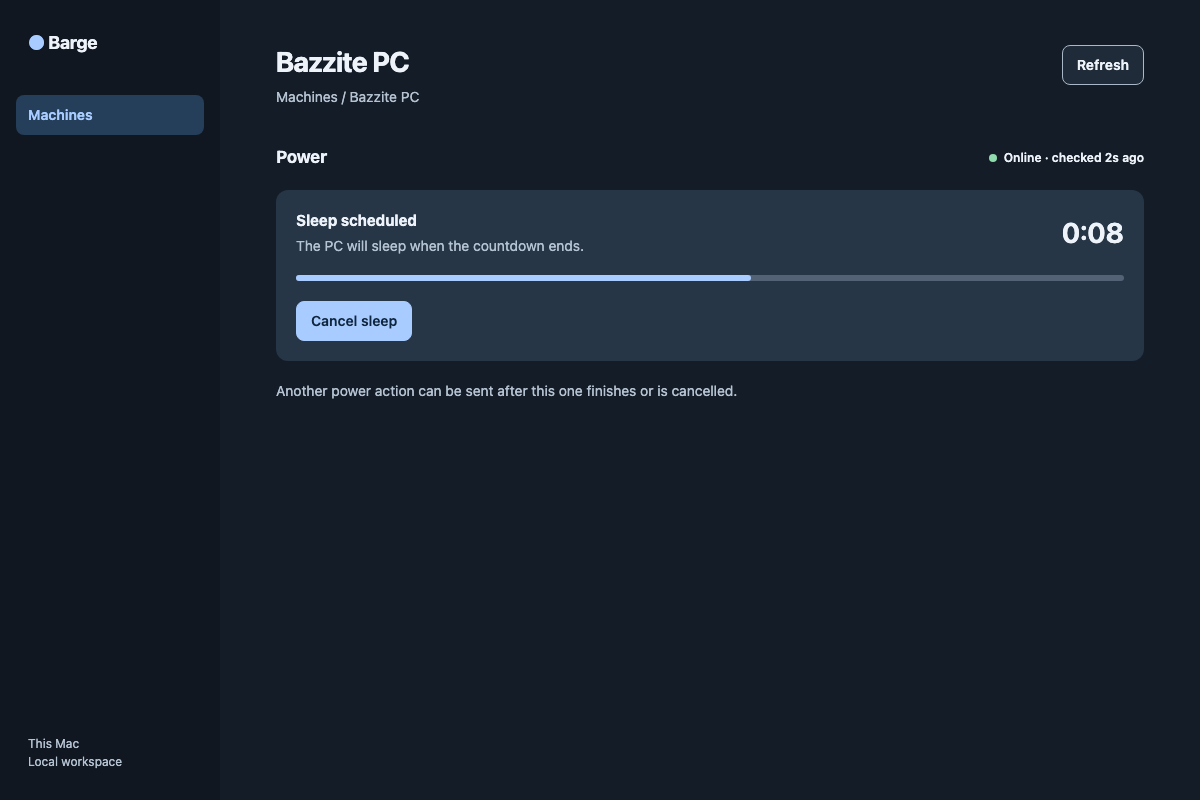 Barge
Machines
Bazzite PC
Machines / Bazzite PC
Refresh
Power
Online · checked 2s ago
Sleep scheduled
The PC will sleep when the countdown ends.
0:08
Cancel sleep
Another power action can be sent after this one finishes or is cancelled.
This Mac
Local workspace